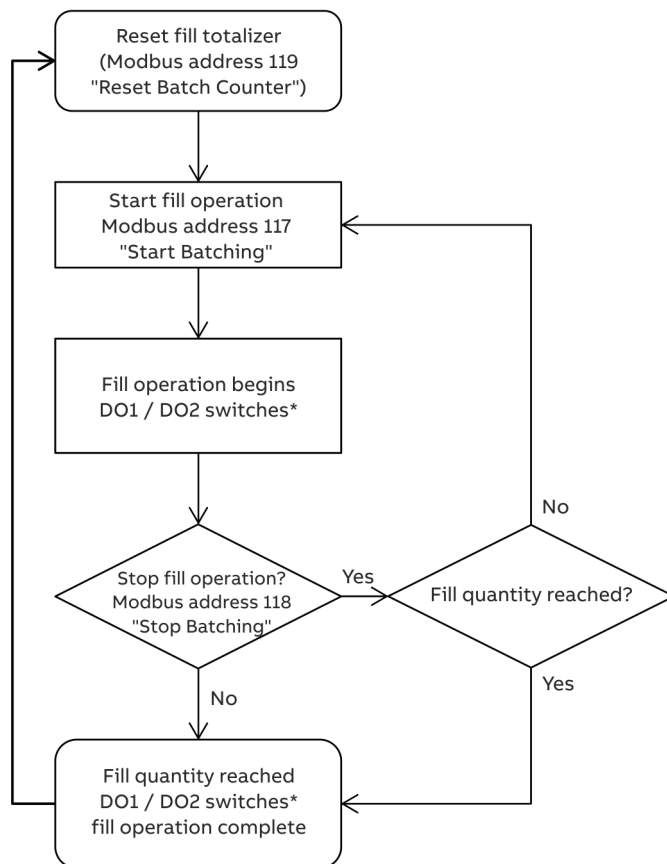 Reset fill totalizer
(Modbus address 119
"Reset Batch Counter")
Start fill operation
Modbus address 117
"Start Batching"
Fill operation begins
DO1 / DO2 switches*
No
Stop fill operation?
Modbus address 118
"Stop Batching"
Yes
Fill quantity reached?
No
Yes
Fill quantity reached
DO1 / DO2 switches*
fill operation complete